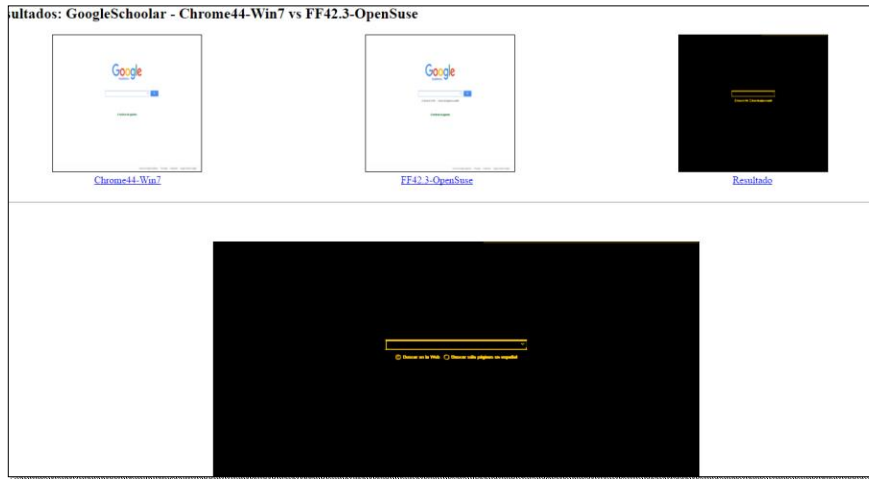 sultados: GoogleSchoolar - Chrome44-Win7 vs FF42.3-OpenSuse
Google
Google
Chrome44-Win7
FF42.3-OpenSuse
Resultado
Buscar en la Web Buscar sólo páginas en español